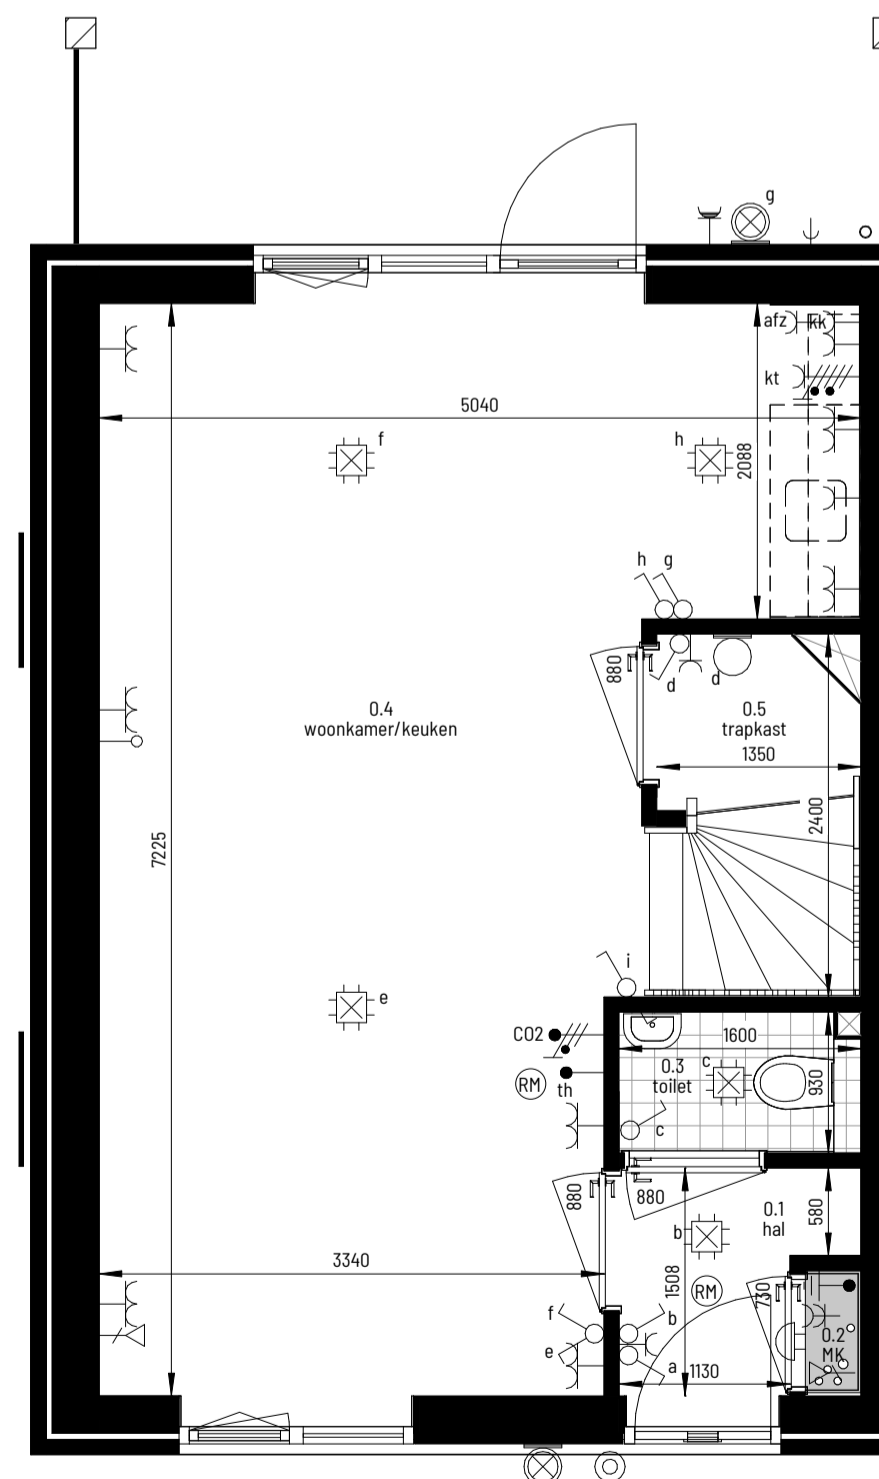 g
afz
kk
kt
5040
f
h
2088
h
g
880
d
d
0.4
woonkamer/keuken
0.5
trapkast
1350
2400
7225
i
e
CO2
1600
0.3
toilet
c
930
RM
th
c
880
880
0.1
hal
580
b
3340
1508
RM
730
f
b
0.2
MK
e
a
1130